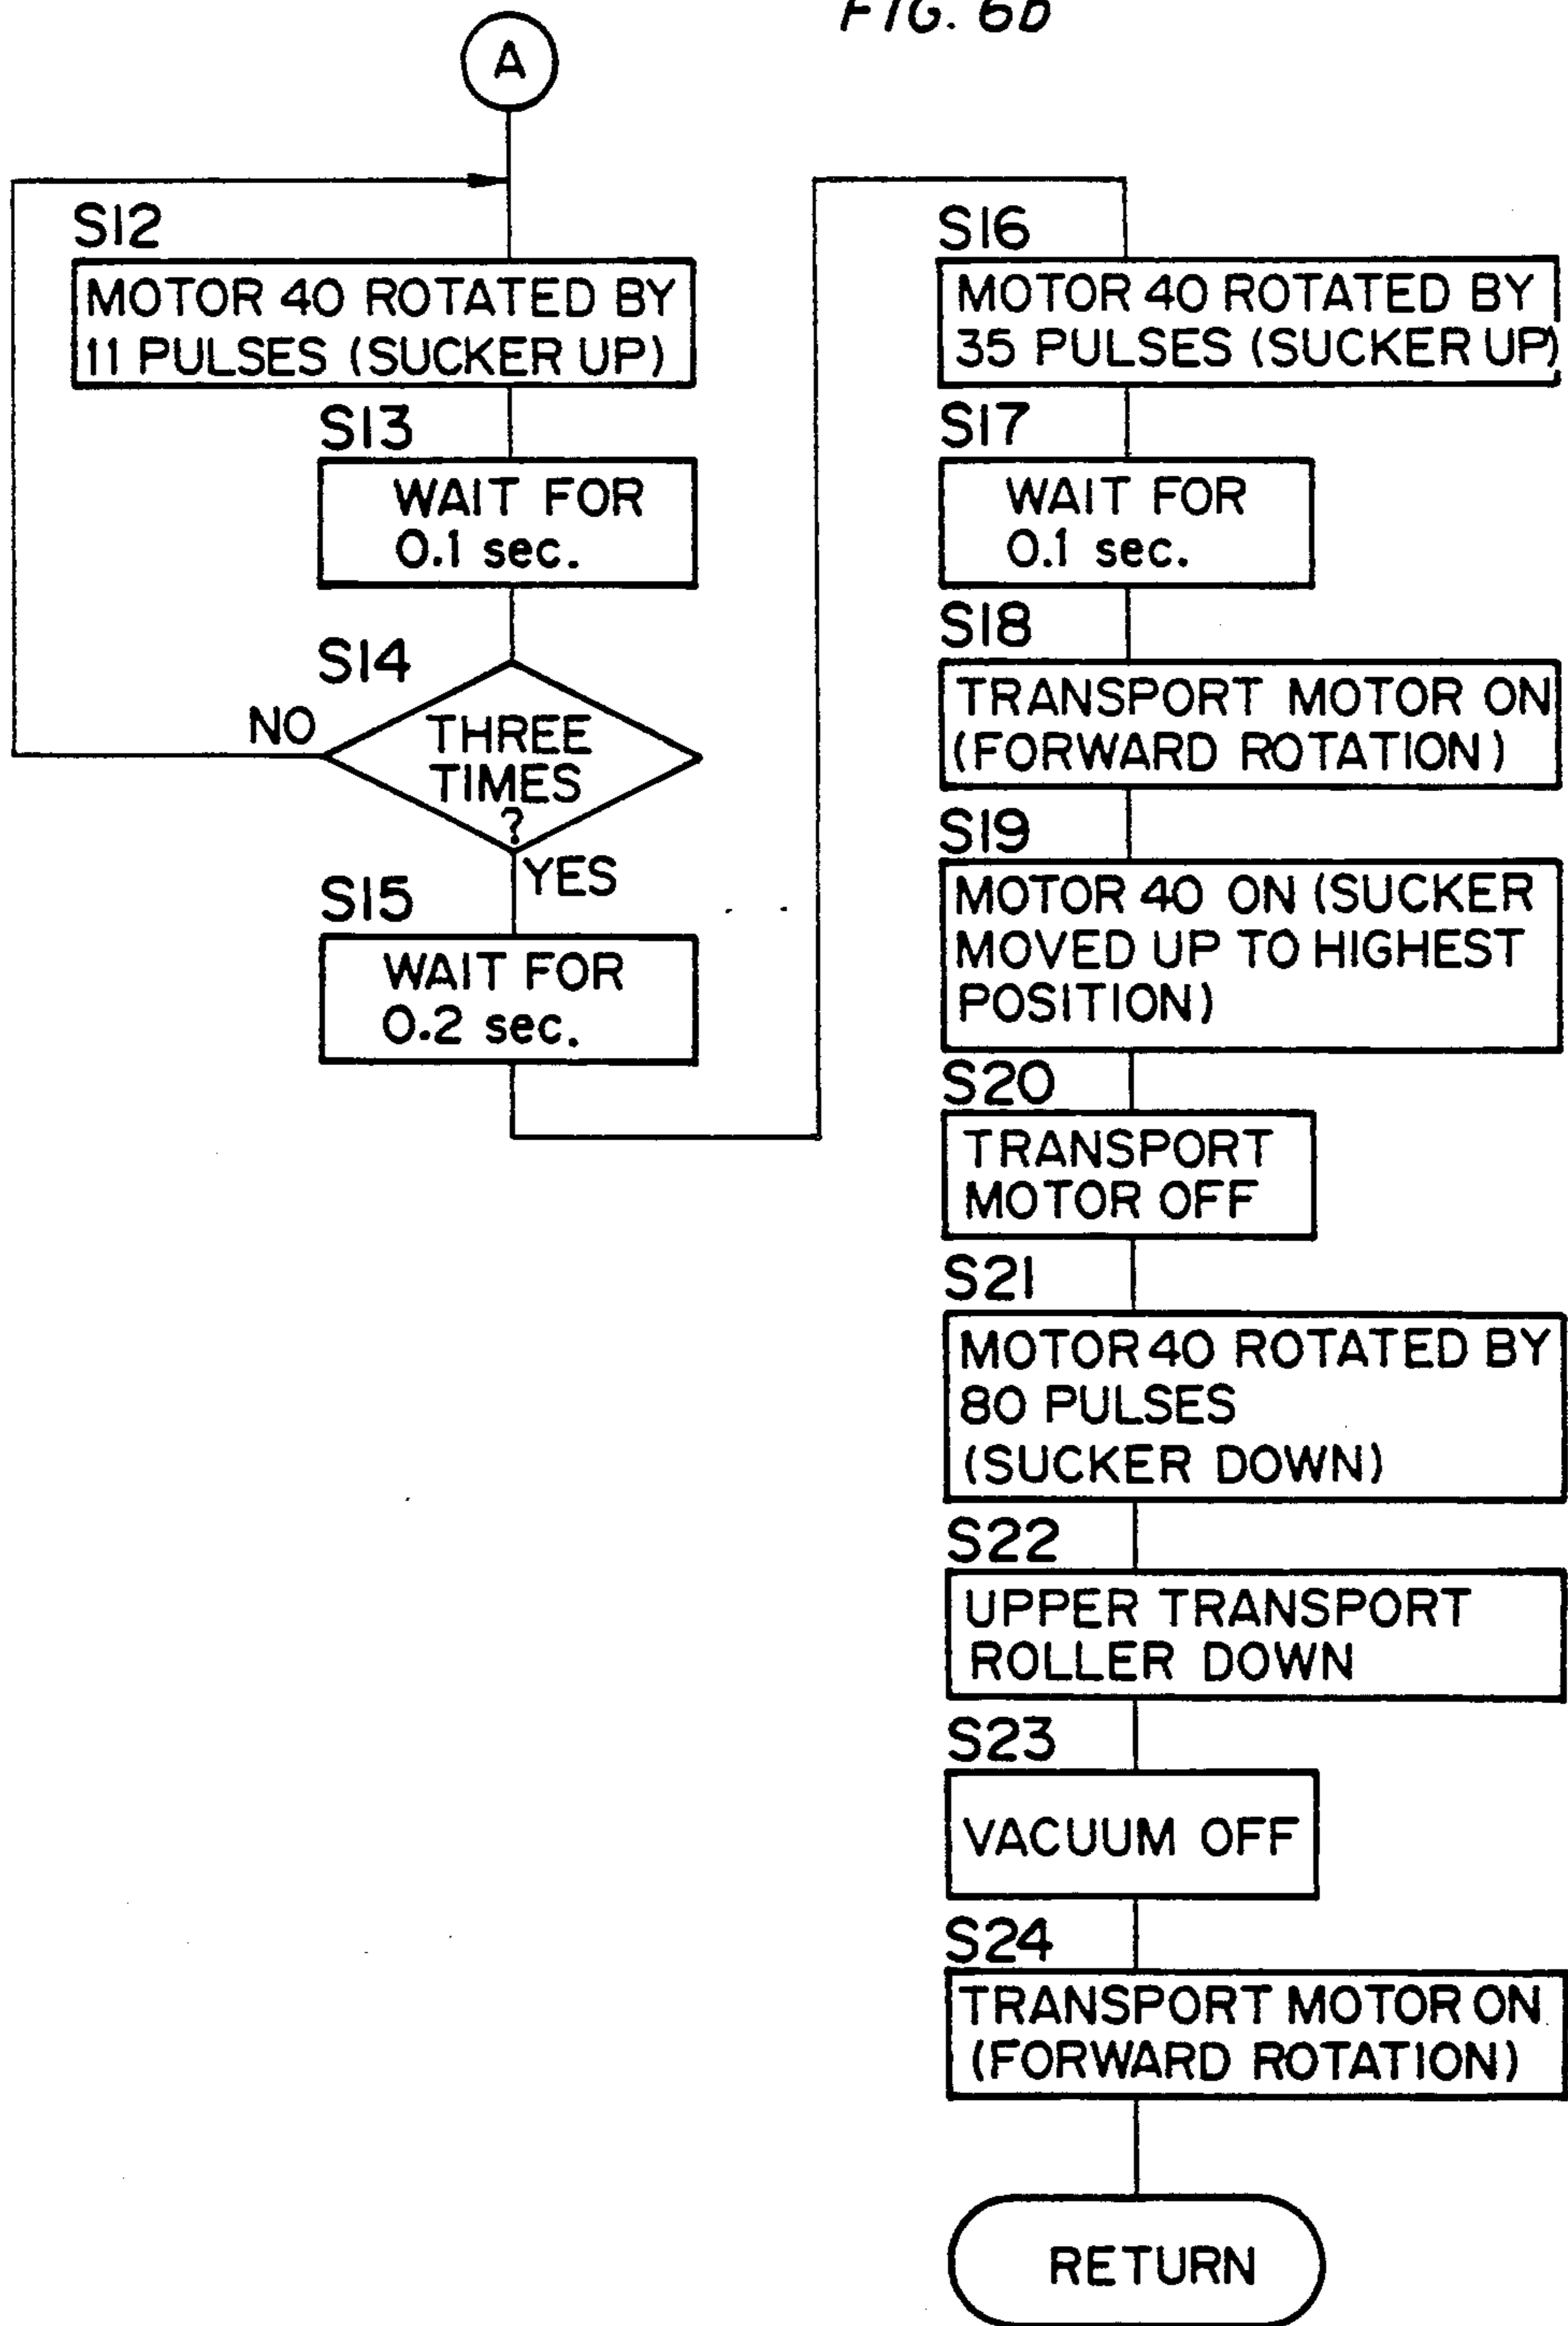 FIG. 6b
A
S12
MOTOR 40 ROTATED BY
11 PULSES (SUCKER UP)
S13
WAIT FOR
0.1 sec.
S14
NO
THREE
TIMES
?
YES
S15
WAIT FOR
0.2 sec.
S16
MOTOR 40 ROTATED BY
35 PULSES (SUCKER UP)
S17
WAIT FOR
0.1 sec.
S18
TRANSPORT MOTOR ON
(FORWARD ROTATION)
S19
MOTOR 40 ON (SUCKER
MOVED UP TO HIGHEST
POSITION)
S20
TRANSPORT
MOTOR OFF
S21
MOTOR 40 ROTATED BY
80 PULSES
(SUCKER DOWN)
S22
UPPER TRANSPORT
ROLLER DOWN
S23
VACUUM OFF
S24
TRANSPORT MOTOR ON
(FORWARD ROTATION)
RETURN